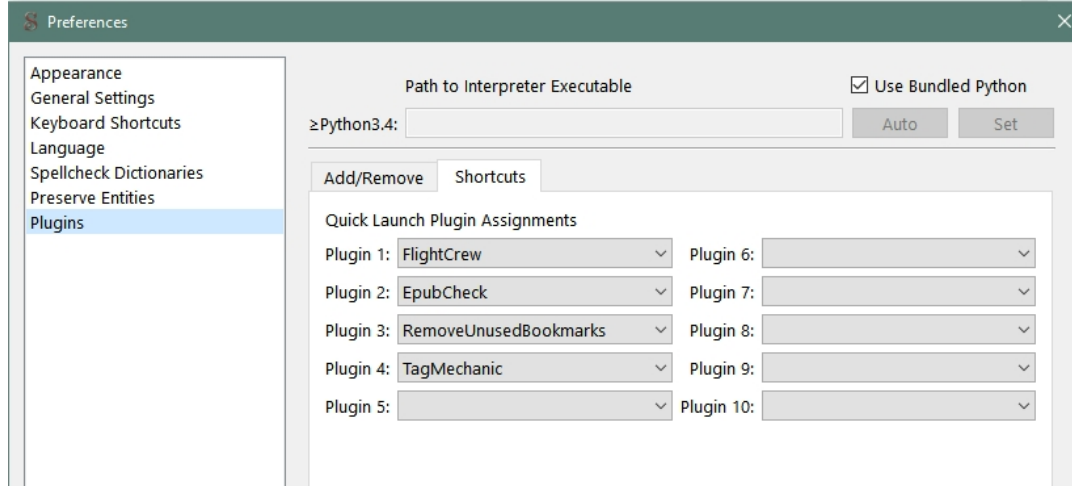 Preferences
Appearance
General Settings
Keyboard Shortcuts
Language
Spellcheck Dictionaries
Preserve Entities
Plugins
Path to Interpreter Executable
Use Bundled Python
≥Python3.4:
Auto
Set
Add/Remove
Shortcuts
Quick Launch Plugin Assignments
Plugin 1: FlightCrew
Plugin 6:
Plugin 2: EpubCheck
Plugin 7:
Plugin 3: RemoveUnusedBookmarks
Plugin 8:
Plugin 4: TagMechanic
Plugin 9:
Plugin 5:
Plugin 10: